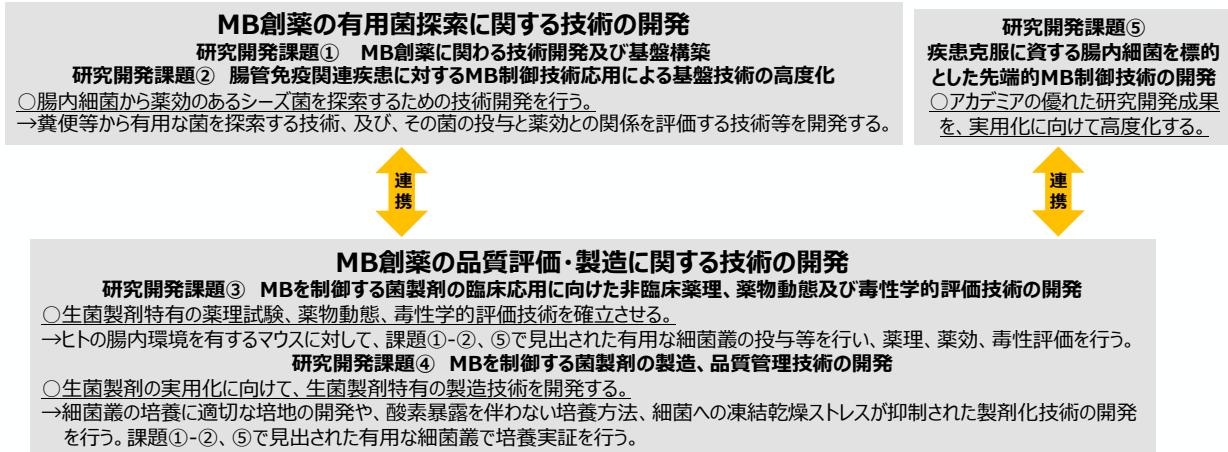 MB創薬の有用菌探索に関する技術の開発
研究開発課題① MB創薬に関わる技術開発及び基盤構築
研究開発課題② 腸管免疫関連疾患に対するMB制御技術応用による基盤技術の高度化
○腸内細菌から薬効のあるシーズ菌を探索するための技術開発を行う。
→糞便等から有用な菌を探索する技術、及び、その菌の投与と薬効との関係を評価する技術等を開発する。
研究開発課題⑤
疾患克服に資する腸内細菌を標的
とした先端的MB制御技術の開発
○アカデミアの優れた研究開発成果
を、実用化に向けて高度化する。
連
携
連
携
MB創薬の品質評価・製造に関する技術の開発
研究開発課題③ MBを制御する菌製剤の臨床応用に向けた非臨床薬理、薬物動態及び毒性学的評価技術の開発
○生菌製剤特有の薬理試験、薬物動態、毒性学的評価技術を確立させる。
→ヒトの腸内環境を有するマウスに対して、課題①-②、⑤で見出された有用な細菌叢の投与等を行い、薬理、薬効、毒性評価を行う。
研究開発課題④ MBを制御する菌製剤の製造、品質管理技術の開発
○生菌製剤の実用化に向けて、生菌製剤特有の製造技術を開発する。
→細菌叢の培養に適切な培地の開発や、酸素暴露を伴わない培養方法、細菌への凍結乾燥ストレスが抑制された製剤化技術の開発
を行う。課題①-②、⑤で見出された有用な細菌叢で培養実証を行う。